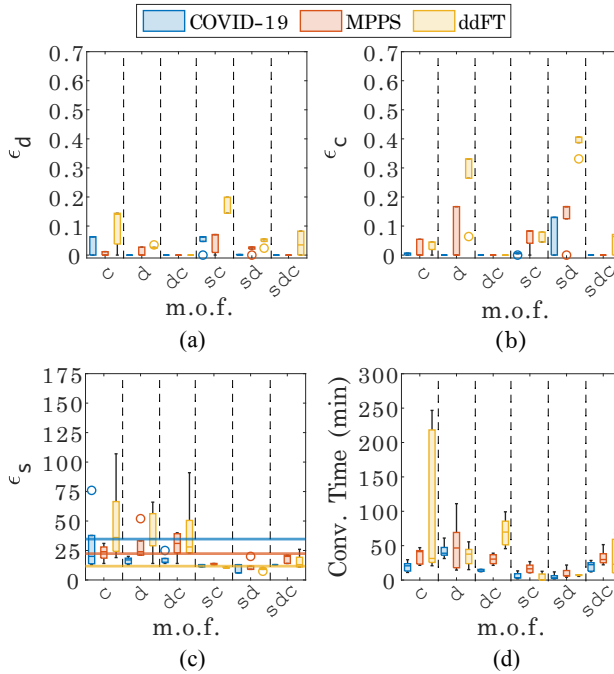 COVID-19 MPPS ddFT
ϵd
0.7
0.6
0.5
0.4
0.3
0.2
0.1
0
c d dc sc sd sdc
m.o.f.
(a)
ϵc
0.7
0.6
0.5
0.4
0.3
0.2
0.1
0
c d dc sc sd sdc
m.o.f.
(b)
ϵs
175
150
125
100
75
50
25
0
c d dc sc sd sdc
m.o.f.
(c)
Conv. Time (min)
300
250
200
150
100
50
0
c d dc sc sd sdc
m.o.f.
(d)